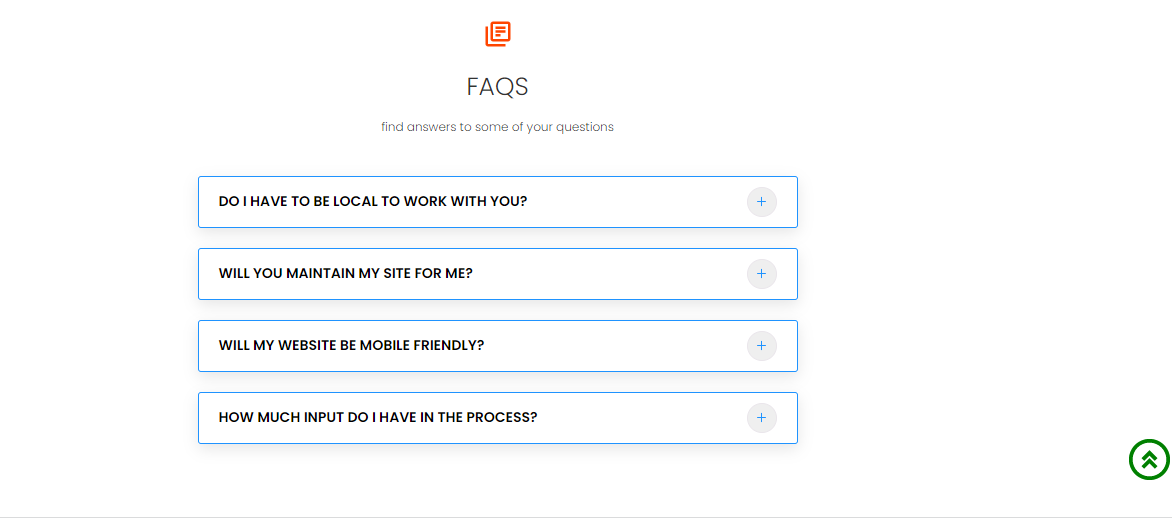 FAQS
find answers to some of your questions
DO I HAVE TO BE LOCAL TO WORK WITH YOU?
WILL YOU MAINTAIN MY SITE FOR ME?
WILL MY WEBSITE BE MOBILE FRIENDLY?
HOW MUCH INPUT DO I HAVE IN THE PROCESS?